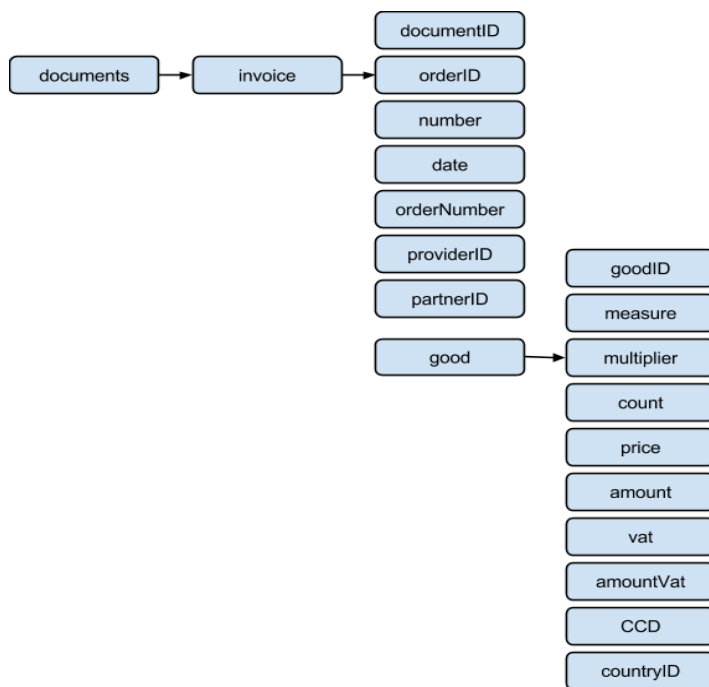 documentID
documents
invoice
orderID
number
date
orderNumber
providerID
goodID
partnerID
measure
good
multiplier
count
price
amount
vat
amountVat
CCD
countryID